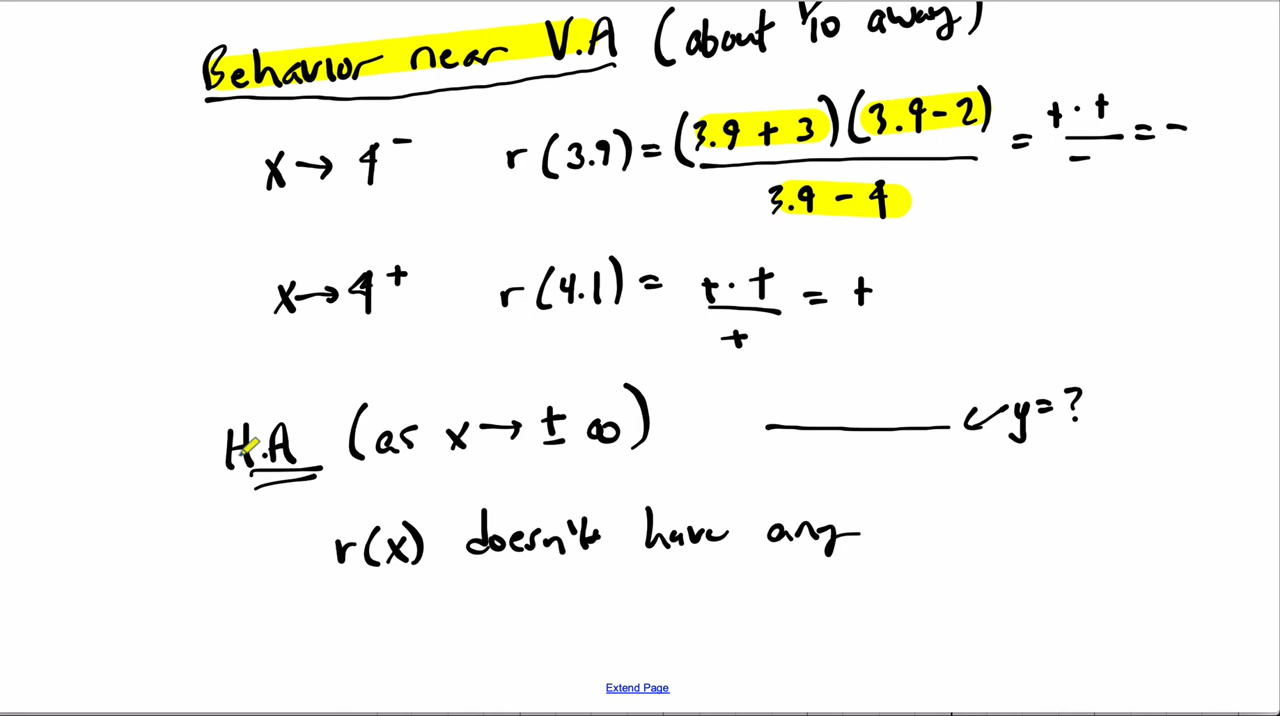 Behavior near V.A (about 1/10 away)
x → 4⁻ r(3.9) = (3.9 + 3)(3.9 - 2) / 3.9 - 4 = + · + / - = -
x → 4⁺ r(4.1) = + · + / + = +
H.A (as x → ± ∞) ↙ y = ?
r(x) doesn't have any
Extend Page